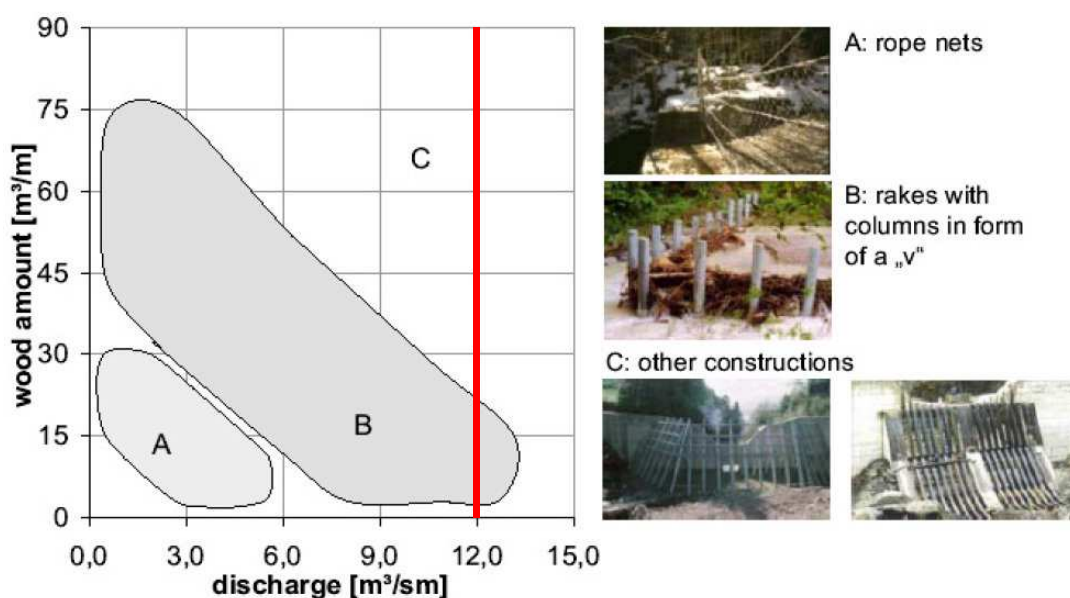 90
75
60
45
30
15
0
wood amount [m³/m]
0,0
3,0
6,0
9,0
12,0
15,0
discharge [m³/sm]
A
B
C
A: rope nets
B: rakes with
columns in form
of a „v“
C: other constructions